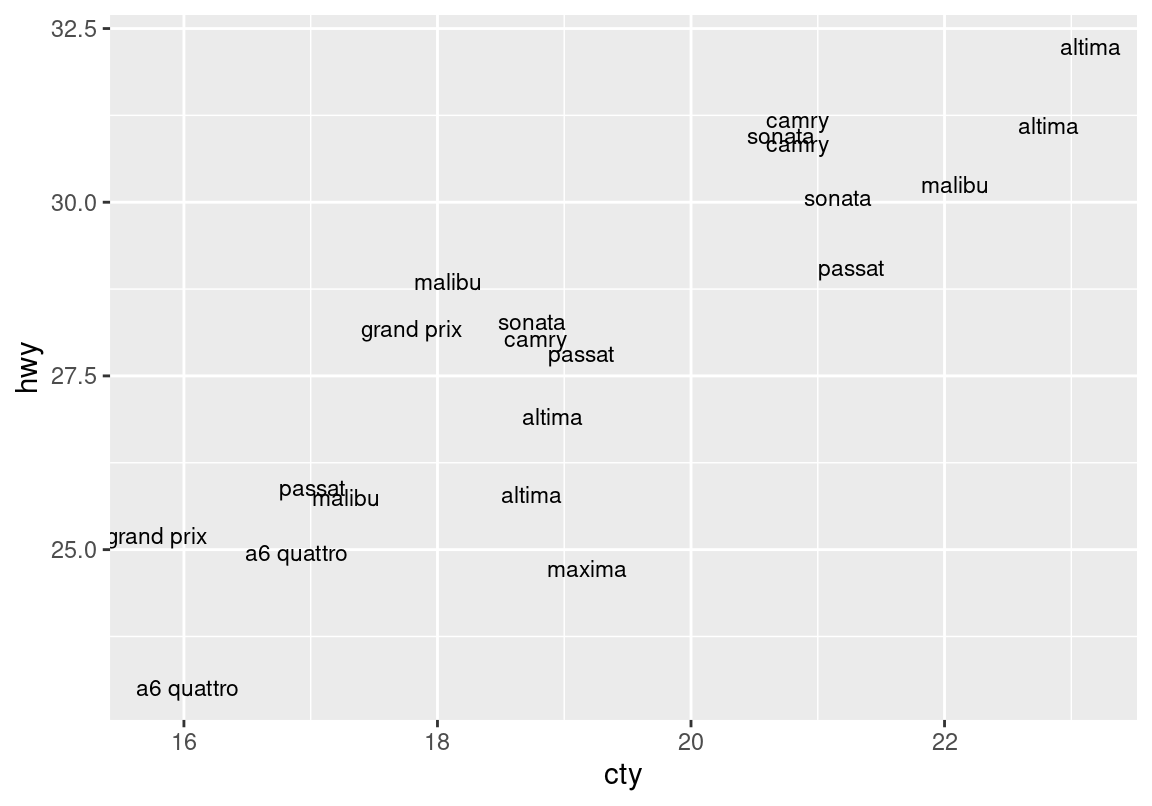 32.5
altima
camry
altima
sonata
camry
malibu
30.0
sonata
passat
malibu
sonata
grand prix
camry
passat
hwy
27.5
altima
passat
malibu
altima
grand prix
25.0
a6 quattro
maxima
a6 quattro
16
18
20
22
cty